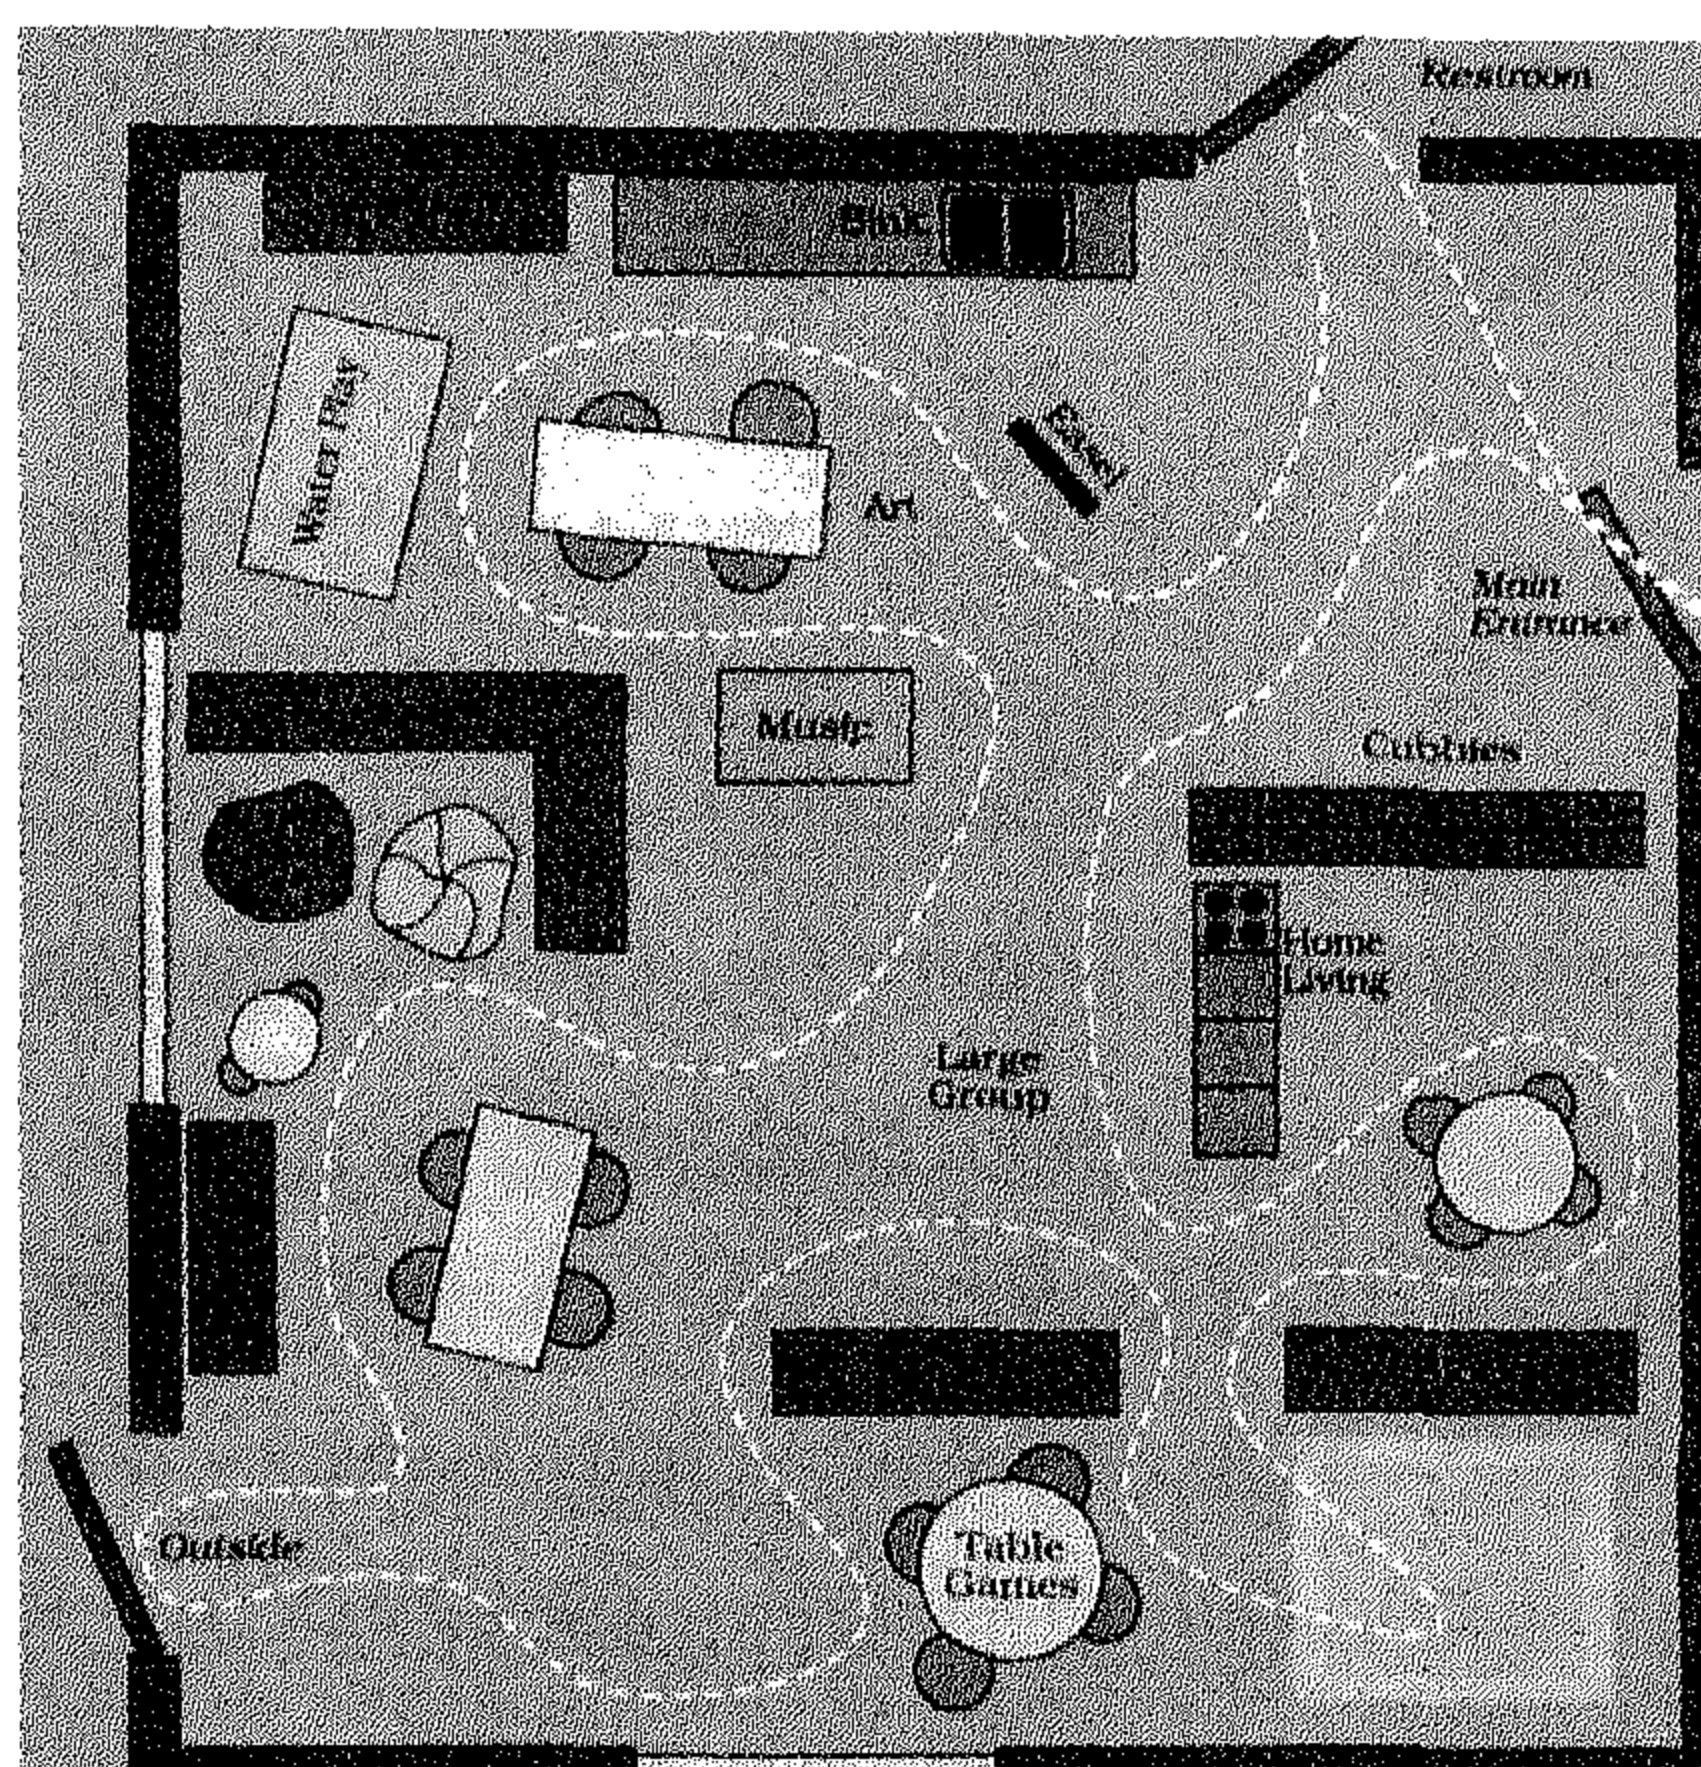 Restroom
Sink
Water Play
Easel
Art
Main
Entrance
Music
Cubbies
Home
Living
Large
Group
Outside
Table
Games